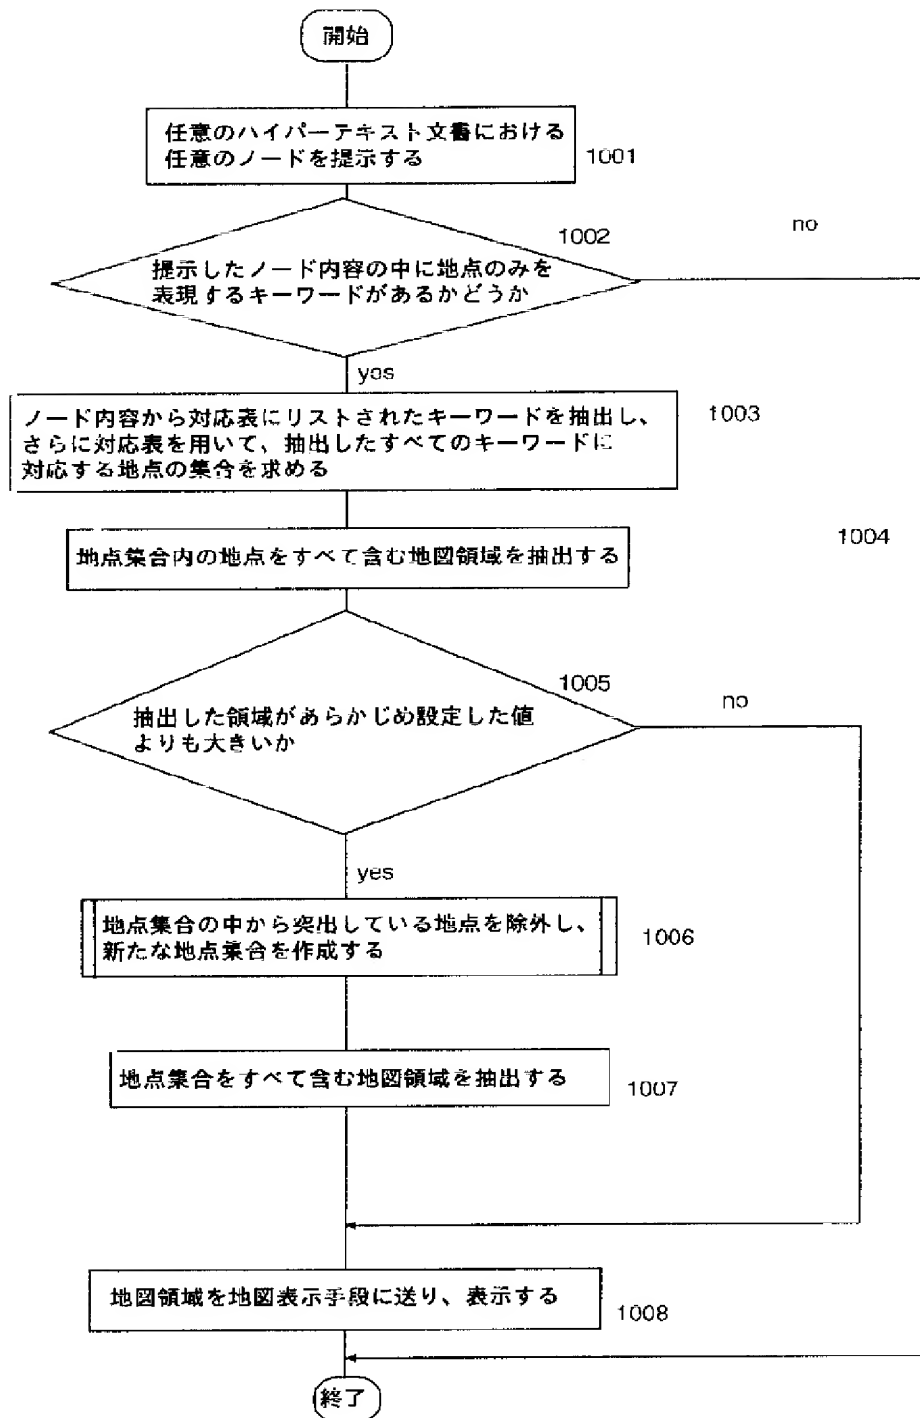 開始
任意のハイパーテキスト文書における
任意のノードを提示する
1001
1002
no
提示したノード内容の中に地点のみを
表現するキーワードがあるかどうか
yes
ノード内容から対応表にリストされたキーワードを抽出し、
さらに対応表を用いて、抽出したすべてのキーワードに
対応する地点の集合を求める
1003
1004
地点集合内の地点をすべて含む地図領域を抽出する
1005
no
抽出した領域があらかじめ設定した値
よりも大きいか
yes
地点集合の中から突出している地点を除外し、
新たな地点集合を作成する
1006
地点集合をすべて含む地図領域を抽出する
1007
地図領域を地図表示手段に送り、表示する
1008
終了